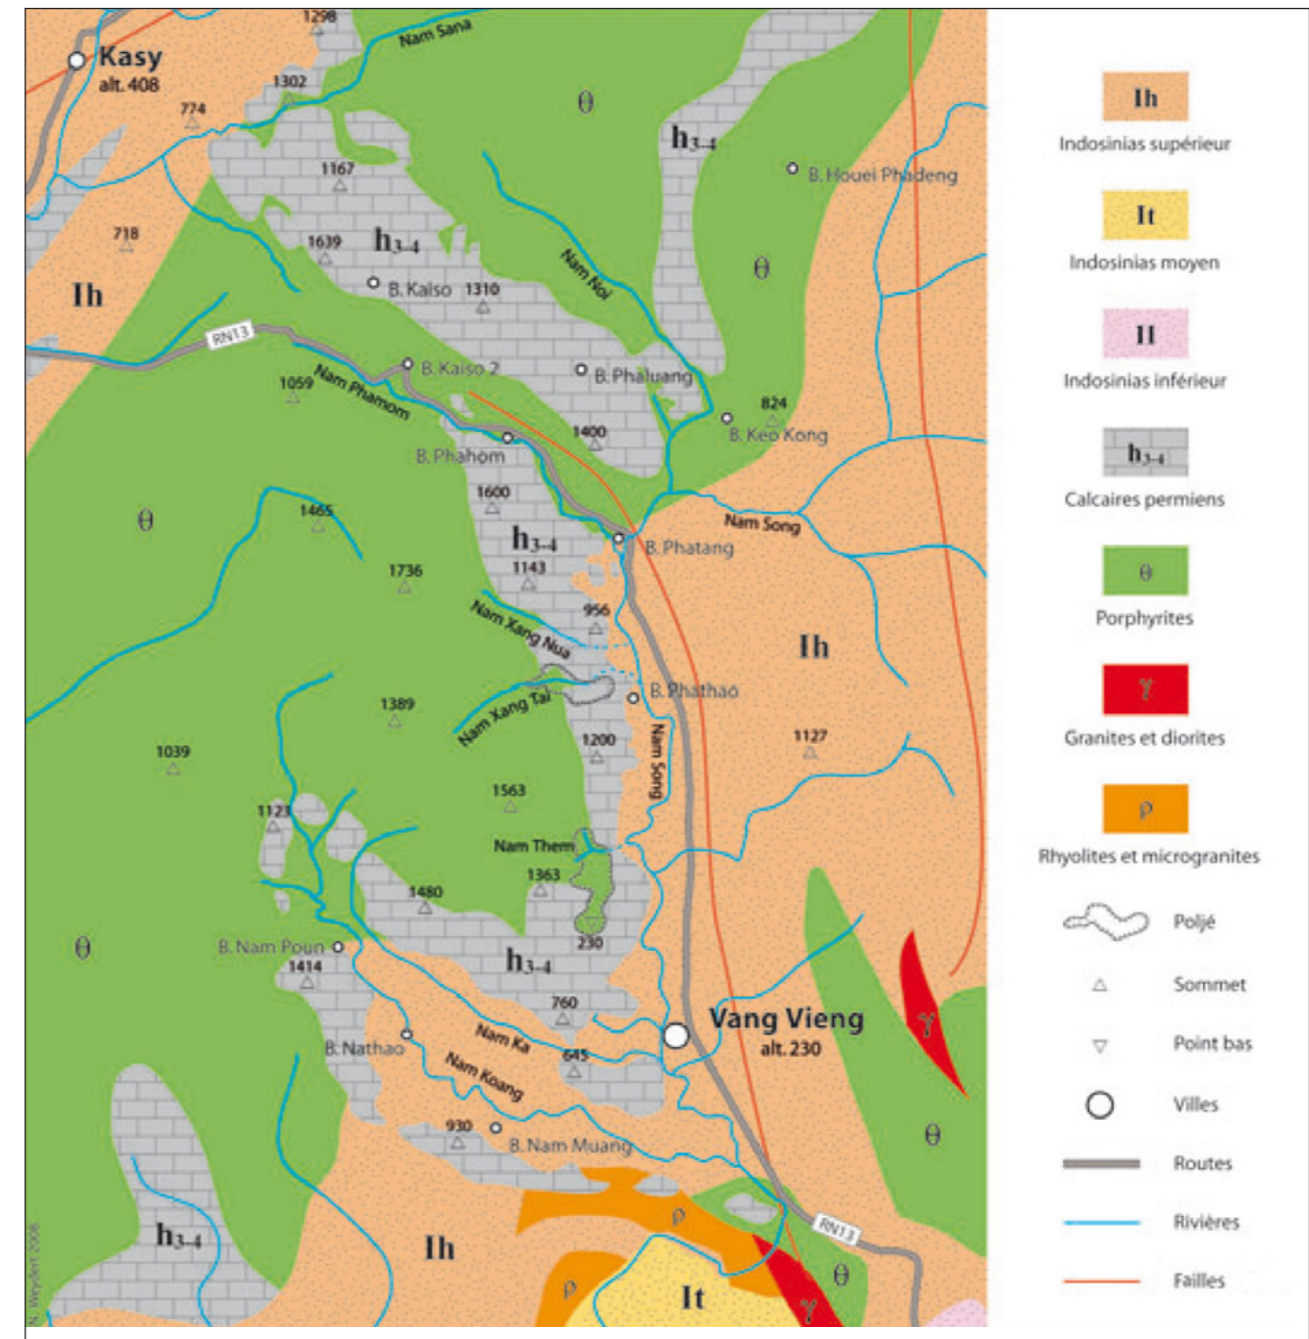 1298
Nam Sana
Kasy
alt. 408
1302
774
θ
h3-4
1167
B. Houei Phadeng
718
1639
h3-4
Nam Noi
θ
Ih
B. Kaiso
1310
RN13
B. Kaiso 2
B. Phaluang
1059
Nam Phamom
824
1400
B. Keo Kong
B. Phahom
1600
θ
1465
Nam Song
h3-4
B. Phatang
1736
1143
Nam Xang Nua
956
Ih
B. Phathao
Nam Xang Tai
1389
1039
1200
Nam Song
1127
1563
1123
Nam Them
1363
1480
θ
B. Nam Poun
230
h3-4
1414
760
Vang Vieng
alt. 230
γ
Nam Ka
B. Nathao
645
Nam Koang
930
B. Nam Muang
θ
ρ
RN13
h3-4
Ih
θ
ρ
It
γ
N. Weydert 2008
Ih
Indosinias supérieur
It
Indosinias moyen
II
Indosinias inférieur
h3-4
Calcaires permiens
θ
Porphyrites
γ
Granites et diorites
ρ
Rhyolites et microgranites
Poljé
Sommet
Point bas
Villes
Routes
Rivières
Failles